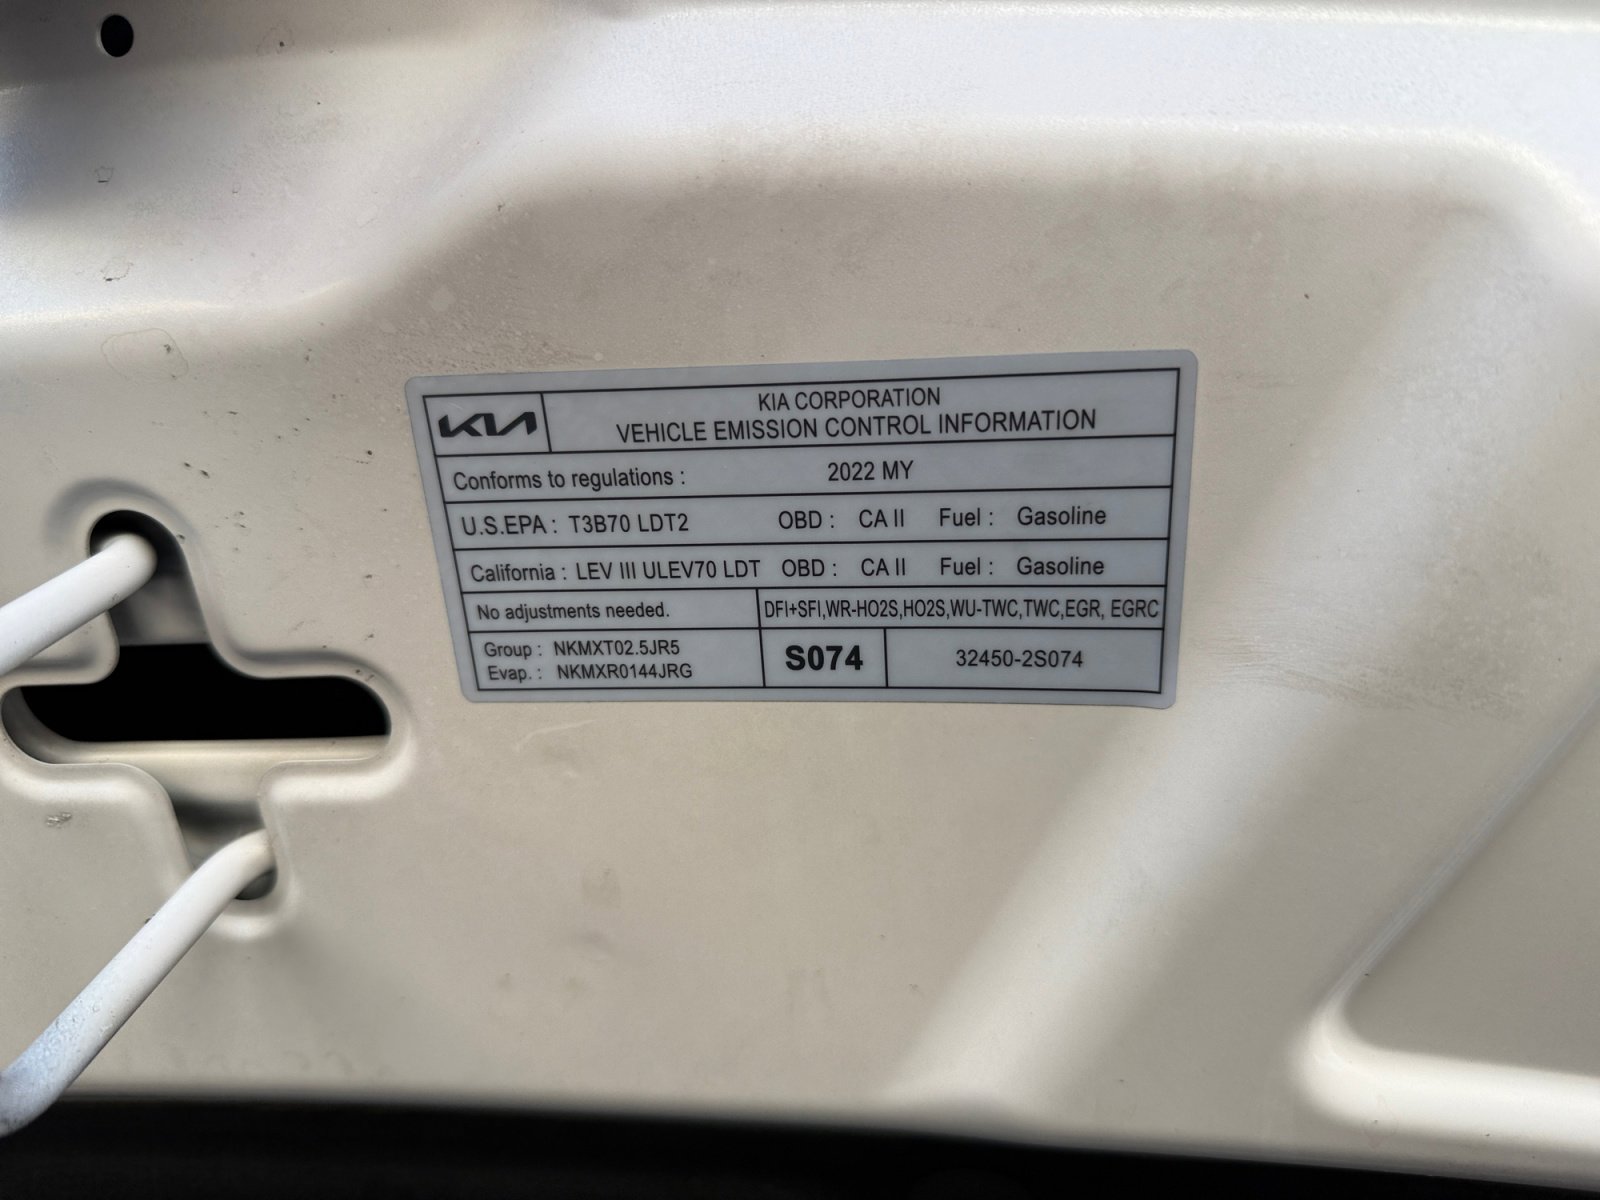 KIA KIA CORPORATION
VEHICLE EMISSION CONTROL INFORMATION
Conforms to regulations : 2022 MY
U.S.EPA : T3B70 LDT2 OBD : CA II Fuel : Gasoline
California : LEV III ULEV70 LDT OBD : CA II Fuel : Gasoline
No adjustments needed. DFI+SFI,WR-HO2S,HO2S,WU-TWC,TWC,EGR, EGRC
Group : NKMXT02.5JR5
Evap. : NKMXR0144JRG
S074 32450-2S074